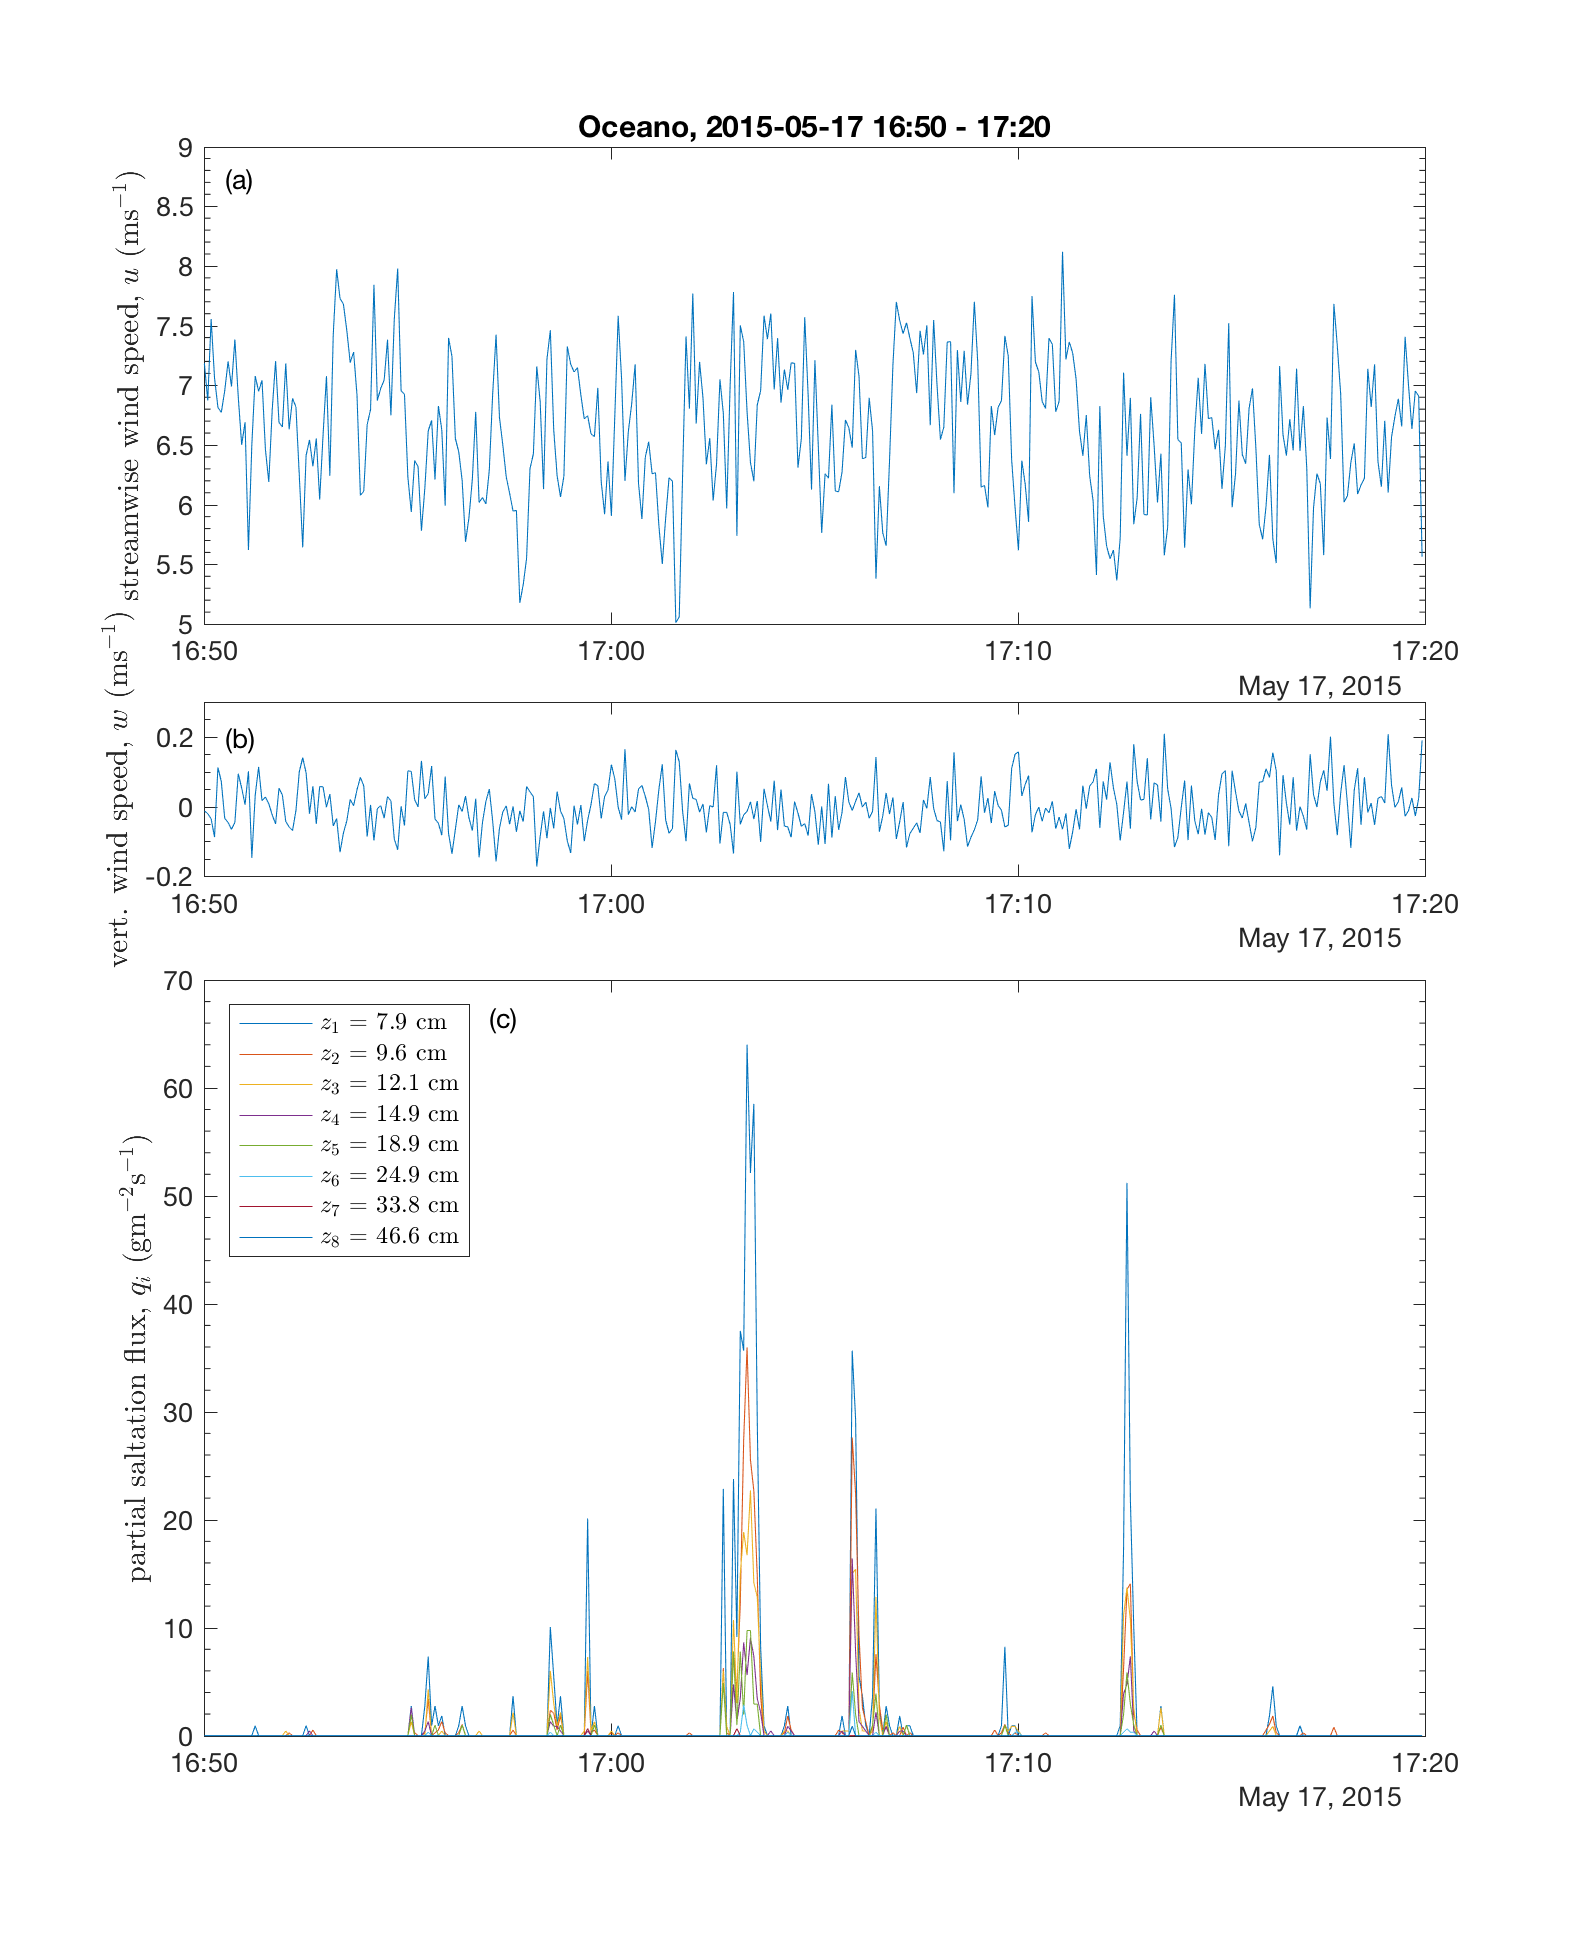 Oceano, 2015-05-17 16:50 - 17:20
(a)
streamwise wind speed, u (ms⁻¹)
9
8.5
8
7.5
7
6.5
6
5.5
5
16:50 17:00 17:10 17:20
May 17, 2015
(b)
vert. wind speed, w (ms⁻¹)
0.2
0
-0.2
16:50 17:00 17:10 17:20
May 17, 2015
(c)
partial saltation flux, qᵢ (gm⁻²s⁻¹)
70
60
50
40
30
20
10
0
z₁ = 7.9 cm
z₂ = 9.6 cm
z₃ = 12.1 cm
z₄ = 14.9 cm
z₅ = 18.9 cm
z₆ = 24.9 cm
z₇ = 33.8 cm
z₈ = 46.6 cm
16:50 17:00 17:10 17:20
May 17, 2015